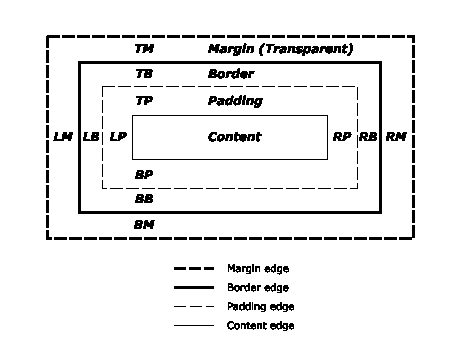 TM Margin (Transparent)
TB Border
TP Padding
LM LB LP Content RP RB RM
BP
BB
BM
Margin edge
Border edge
Padding edge
Content edge